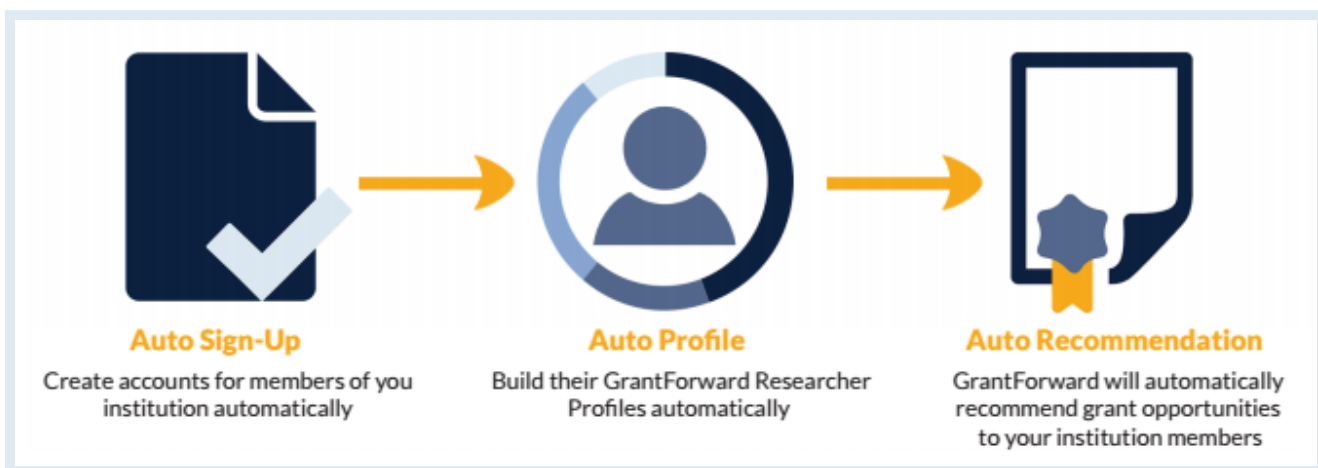 Auto Sign-Up
Create accounts for members of you
institution automatically
Auto Profile
Build their GrantForward Researcher
Profiles automatically
Auto Recommendation
GrantForward will automatically
recommend grant opportunities
to your institution members